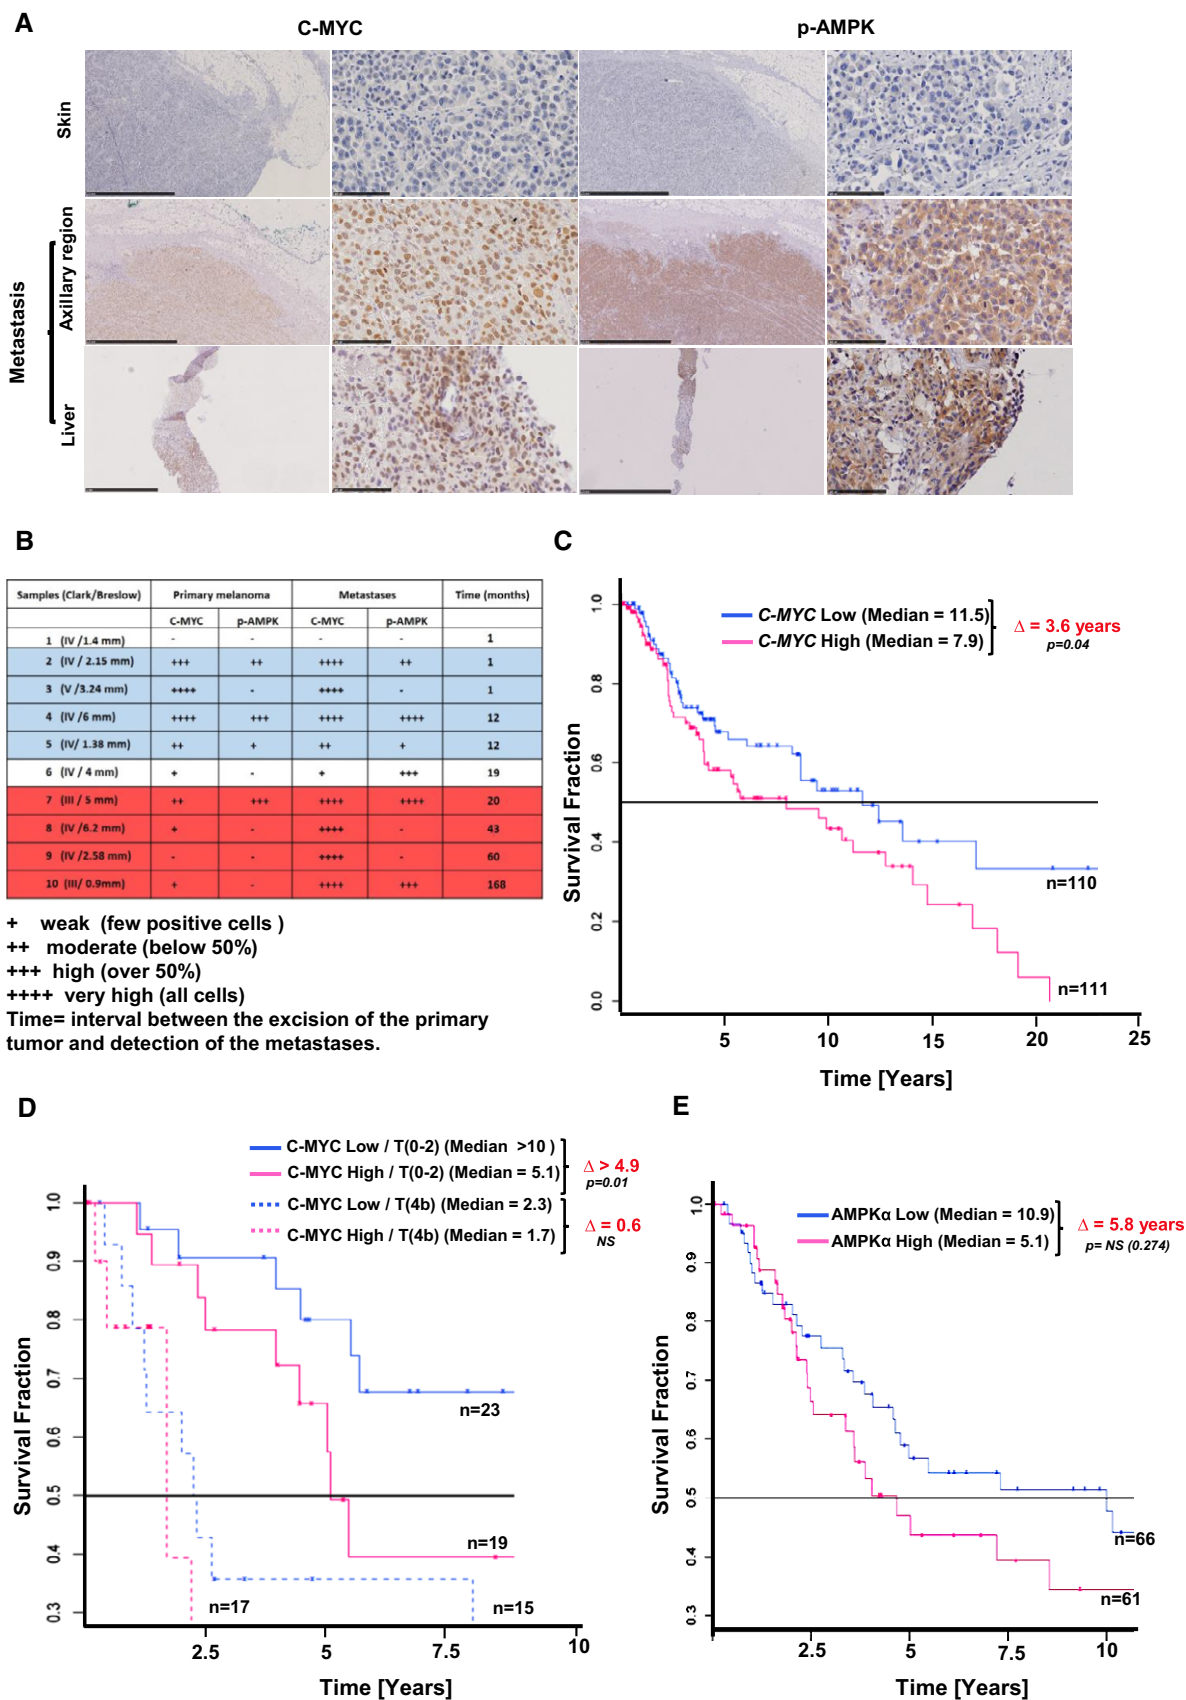 A
C-MYC
p-AMPK
Skin
Metastasis
Axillary region
Liver
B
Samples (Clark/Breslow) Primary melanoma Metastases Time (months)
C-MYC p-AMPK C-MYC p-AMPK
1 (IV /1.4 mm) - - - - 1
2 (IV / 2.15 mm) +++ ++ ++++ ++ 1
3 (V /3.24 mm) ++++ - ++++ - 1
4 (IV /6 mm) ++++ +++ ++++ ++++ 12
5 (IV/ 1.38 mm) ++ + ++ + 12
6 (IV / 4 mm) + - + +++ 19
7 (III / 5 mm) ++ +++ ++++ ++++ 20
8 (IV /6.2 mm) + - ++++ - 43
9 (IV /2.58 mm) - - ++++ - 60
10 (III/ 0.9mm) + - ++++ +++ 168
+ weak (few positive cells )
++ moderate (below 50%)
+++ high (over 50%)
++++ very high (all cells)
Time= interval between the excision of the primary
tumor and detection of the metastases.
C
C-MYC Low (Median = 11.5)
C-MYC High (Median = 7.9)
Δ = 3.6 years
p=0.04
Survival Fraction
1.0
0.8
0.6
0.4
0.2
0.0
n=110
n=111
5 10 15 20 25
Time [Years]
D
C-MYC Low / T(0-2) (Median >10 )
C-MYC High / T(0-2) (Median = 5.1)
C-MYC Low / T(4b) (Median = 2.3)
C-MYC High / T(4b) (Median = 1.7)
Δ > 4.9
p=0.01
Δ = 0.6
NS
Survival Fraction
1.0
0.9
0.8
0.7
0.6
0.5
0.4
0.3
n=23
n=19
n=17
n=15
2.5 5 7.5 10
Time [Years]
E
AMPKα Low (Median = 10.9)
AMPKα High (Median = 5.1)
Δ = 5.8 years
p= NS (0.274)
Survival Fraction
1.0
0.9
0.8
0.7
0.6
0.5
0.4
0.3
n=66
n=61
2.5 5 7.5 10
Time [Years]